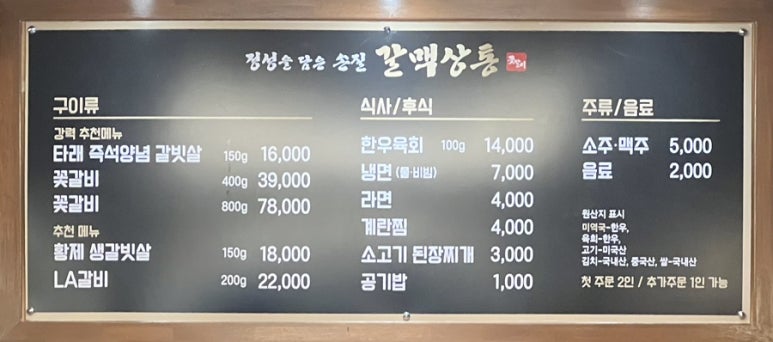 정성을 담은 손길 갈맥상통
구이류
강력 추천메뉴
타래 즉석양념 갈빗살 150g 16,000
꽃갈비 400g 39,000
꽃갈비 800g 78,000
추천 메뉴
황제 생갈빗살 150g 18,000
LA갈비 200g 22,000
식사/후식
한우육회 100g 14,000
냉면 (물·비빔) 7,000
라면 4,000
계란찜 4,000
소고기 된장찌개 3,000
공기밥 1,000
주류/음료
소주·맥주 5,000
음료 2,000
원산지 표시
미역국-한우,
육회-한우,
고기-미국산
김치-국내산, 중국산, 쌀-국내산
첫 주문 2인 / 추가주문 1인 가능